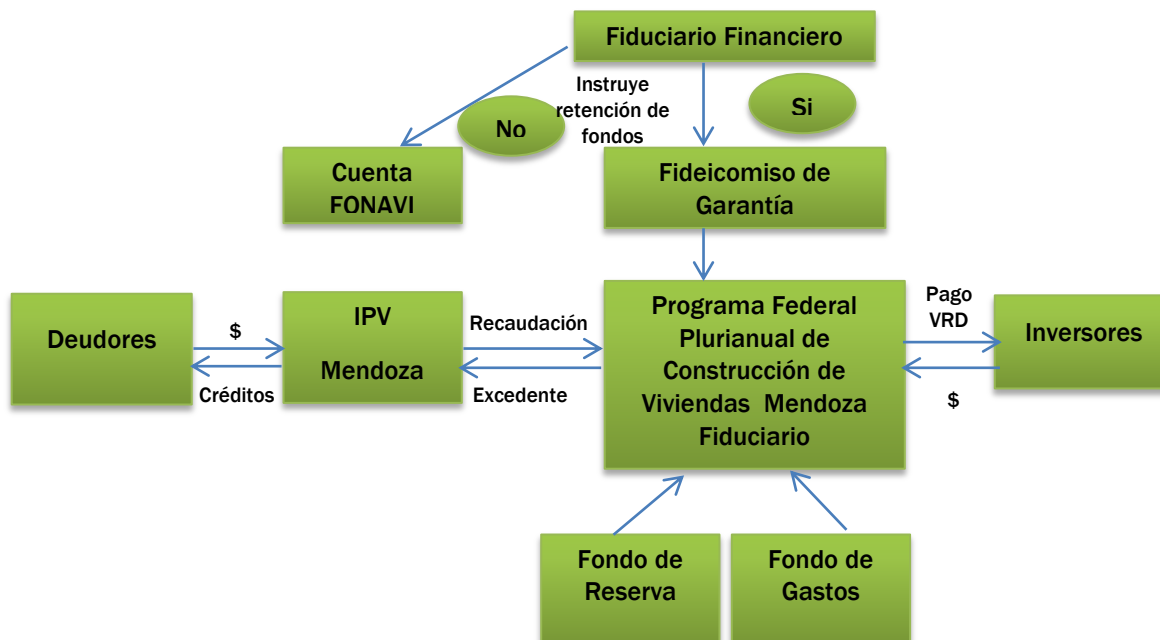 Fiduciario Financiero
Instruye
retención de
fondos
No
Si
Cuenta
FONAVI
Fideicomiso de
Garantía
Deudores
$
Créditos
IPV
Mendoza
Recaudación
Excedente
Programa Federal
Plurianual de
Construcción de
Viviendas Mendoza
Fiduciario
Pago
VRD
$
Inversores
Fondo de
Reserva
Fondo de
Gastos